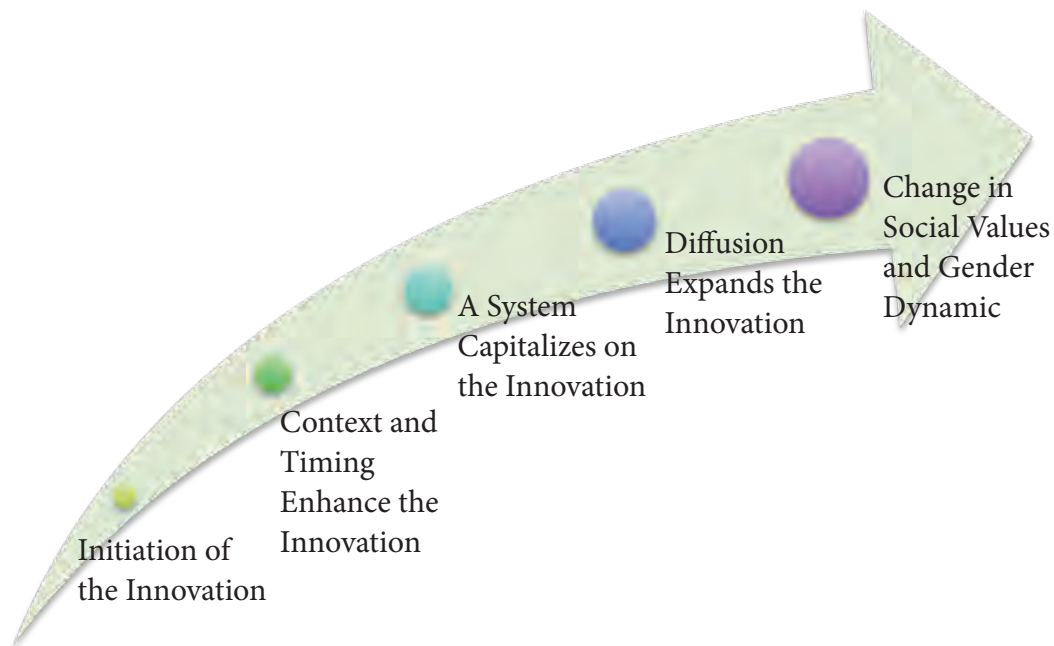 Initiation of
the Innovation
Context and
Timing
Enhance the
Innovation
A System
Capitalizes on
the Innovation
Diffusion
Expands the
Innovation
Change in
Social Values
and Gender
Dynamic